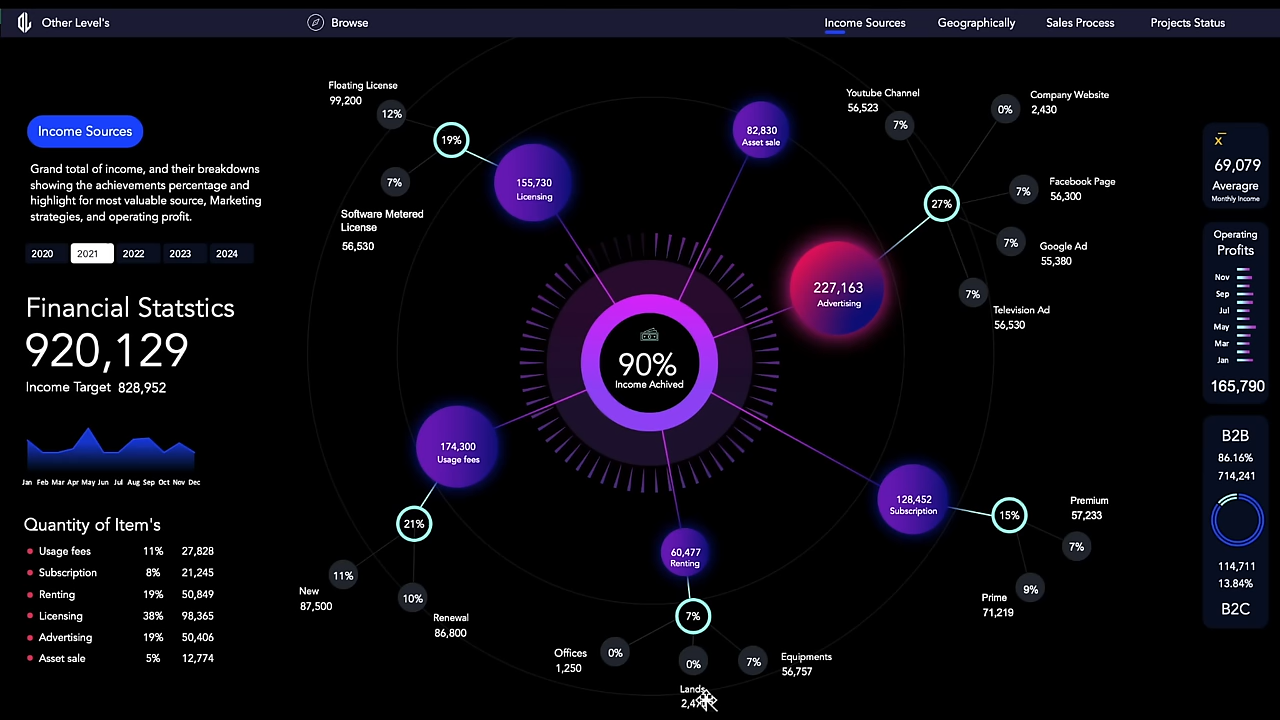 Other Level's
Browse
Income Sources
Geographically
Sales Process
Projects Status
Income Sources
Grand total of income, and their breakdowns
showing the achievements percentage and
highlight for most valuable source, Marketing
strategies, and operating profit.
2020 2021 2022 2023 2024
Financial Statstics
920,129
Income Target 828,952
Jan Feb Mar Apr May Jun Jul Aug Sep Oct Nov Dec
Quantity of Item's
Usage fees 11% 27,828
Subscription 8% 21,245
Renting 19% 50,849
Licensing 38% 98,365
Advertising 19% 50,406
Asset sale 5% 12,774
Floating License
99,200
12%
19%
7%
Software Metered
License
56,530
155,730
Licensing
82,830
Asset sale
Youtube Channel
56,523
7%
0%
Company Website
2,430
27%
7%
Facebook Page
56,300
7%
Google Ad
55,380
7%
Television Ad
56,530
227,163
Advertising
90%
Income Achived
174,300
Usage fees
21%
11%
New
87,500
10%
Renewal
86,800
60,477
Renting
7%
Offices
1,250
0%
0%
Lands
7%
Equipments
56,757
128,452
Subscription
15%
Premium
57,233
7%
9%
Prime
71,219
x
69,079
Averagre
Monthly Income
Operating
Profits
Nov
Sep
Jul
May
Mar
Jan
165,790
B2B
86.16%
714,241
114,711
13.84%
B2C